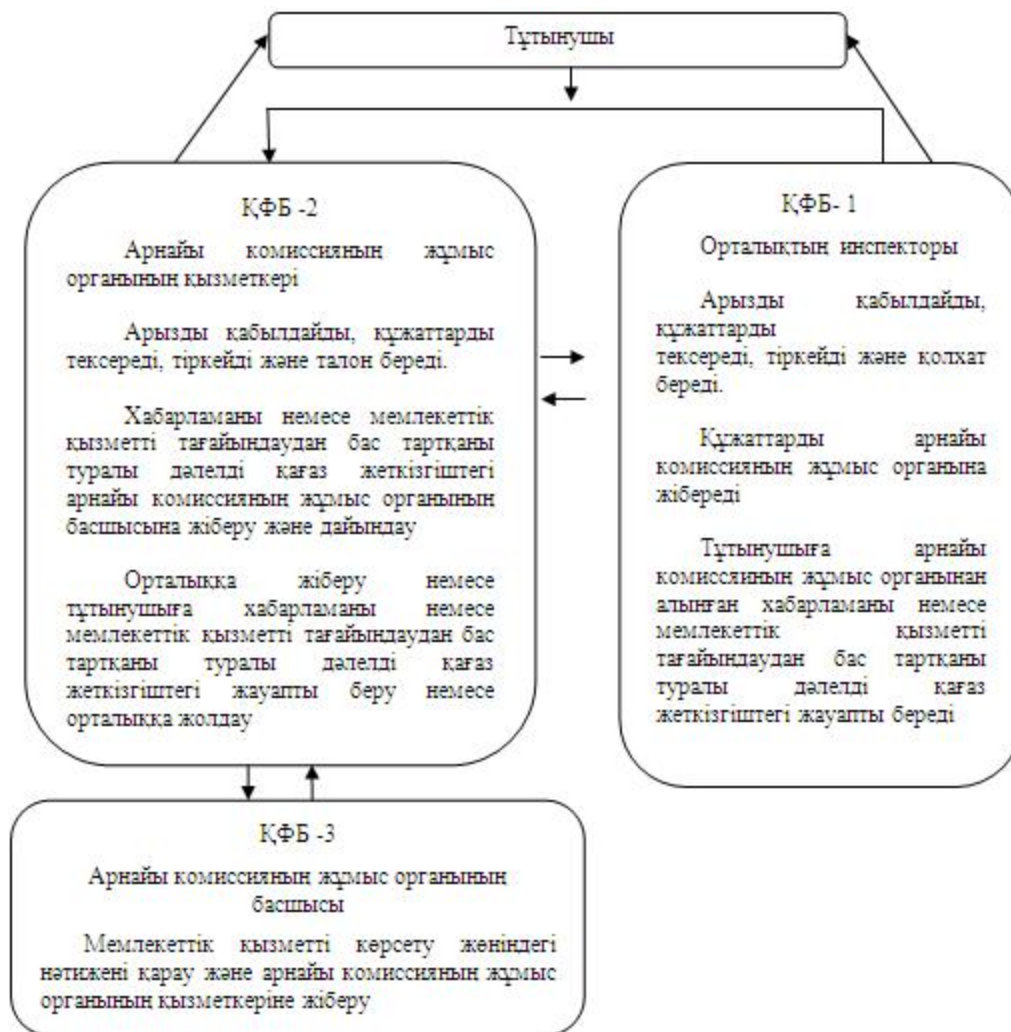 Тұтынушы
ҚФБ -2
Арнайы комиссияның жұмыс
органының қызметкері
Арызды қабылдайды, құжаттарды
тексереді, тіркейді және талон береді.
Хабарламаны немесе мемлекеттік
қызметті тағайындаудан бас тартқаны
туралы дәлелді қағаз жеткізгіштегі
арнайы комиссияның жұмыс органының
басшысына жіберу және дайындау
Орталыққа жіберу немесе
тұтынушыға хабарламаны немесе
мемлекеттік қызметті тағайындаудан бас
тартқаны туралы дәлелді қағаз
жеткізгіштегі жауапты беру немесе
орталыққа жолдау
ҚФБ- 1
Орталықтың инспекторы
Арызды қабылдайды,
құжаттарды
тексереді, тіркейді және қолхат
береді.
Құжаттарды арнайы
комиссияның жұмыс органына
жібереді
Тұтынушыға арнайы
комиссяиның жұмыс органынан
алынған хабарламаны немесе
мемлекеттік қызметті
тағайындаудан бас тартқаны
туралы дәлелді қағаз
жеткізгіштегі жауапты береді
ҚФБ -3
Арнайы комиссияның жұмыс органының
басшысы
Мемлекеттік қызметті көрсету жөніндегі
нәтижені қарау және арнайы комиссияның жұмыс
органының қызметкеріне жіберу